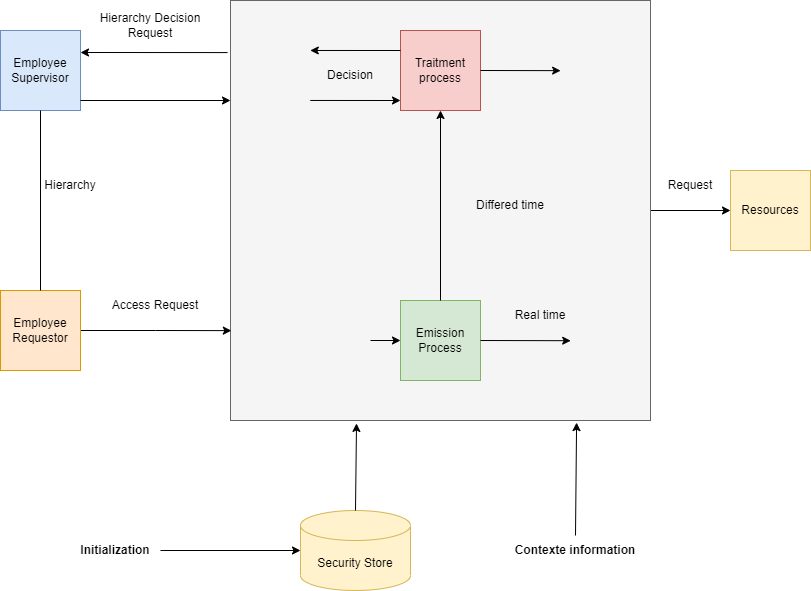 Hierarchy Decision
Request
Employee
Supervisor
Traitment
process
Decision
Hierarchy
Request
Differed time
Resources
Access Request
Employee
Requestor
Real time
Emission
Process
Initialization
Security Store
Contexte information